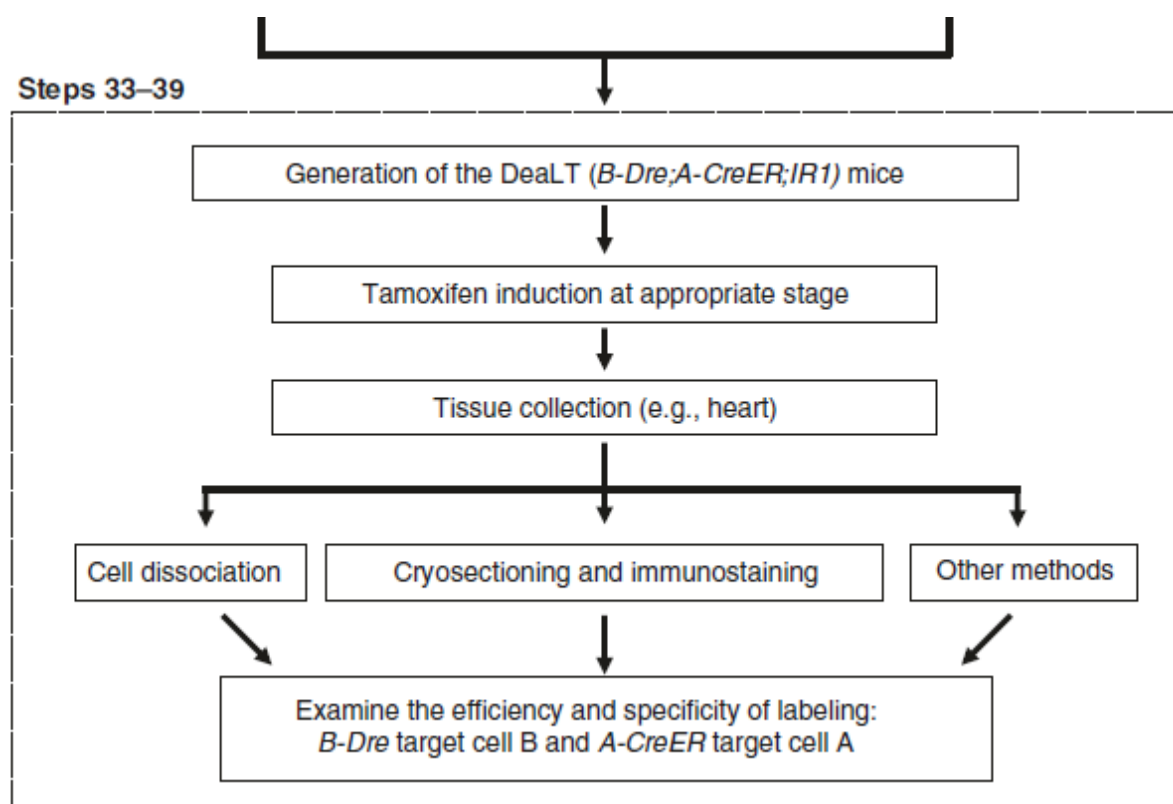 Steps 33–39
Generation of the DeaLT (B-Dre;A-CreER;IR1) mice
Tamoxifen induction at appropriate stage
Tissue collection (e.g., heart)
Cell dissociation
Cryosectioning and immunostaining
Other methods
Examine the efficiency and specificity of labeling:
B-Dre target cell B and A-CreER target cell A